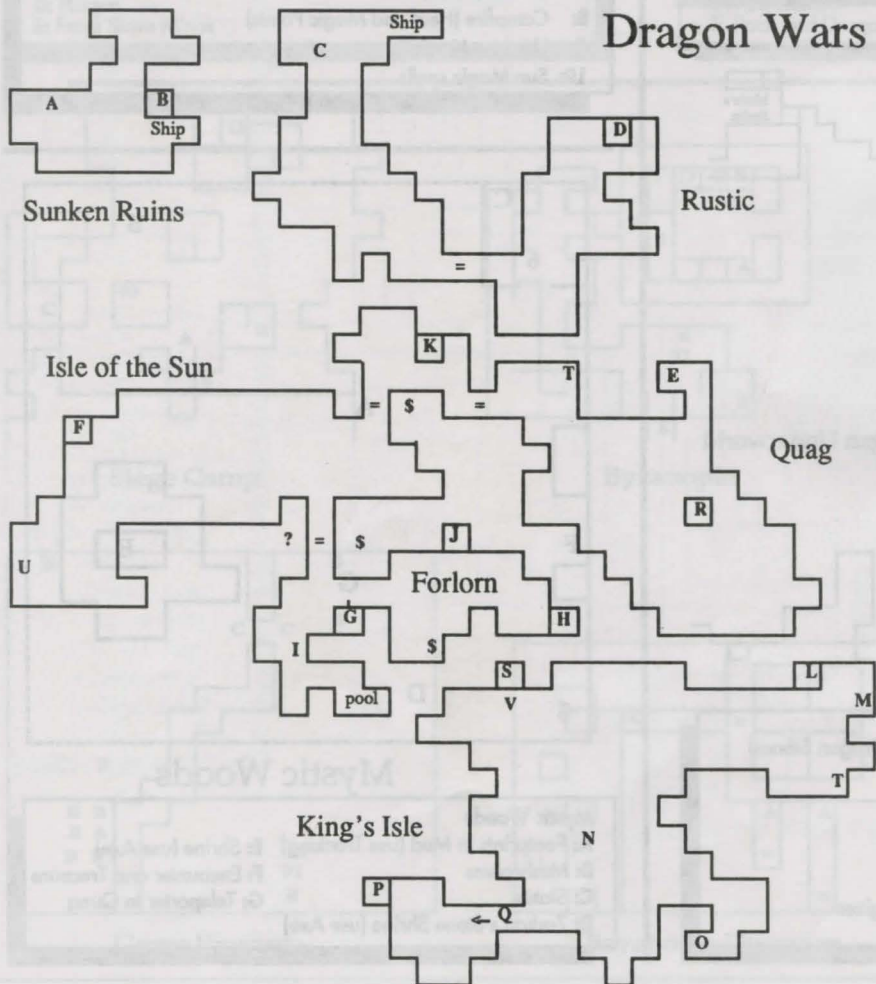 Dragon Wars
Ship
C
A
B
Ship
D
Sunken Ruins
Rustic
=
K
Isle of the Sun
T
E
=
$
=
F
Quag
R
?
=
$
J
U
Forlorn
G
H
I
$
S
L
pool
V
M
T
King's Isle
N
P
← Q
O
Mystic Woods